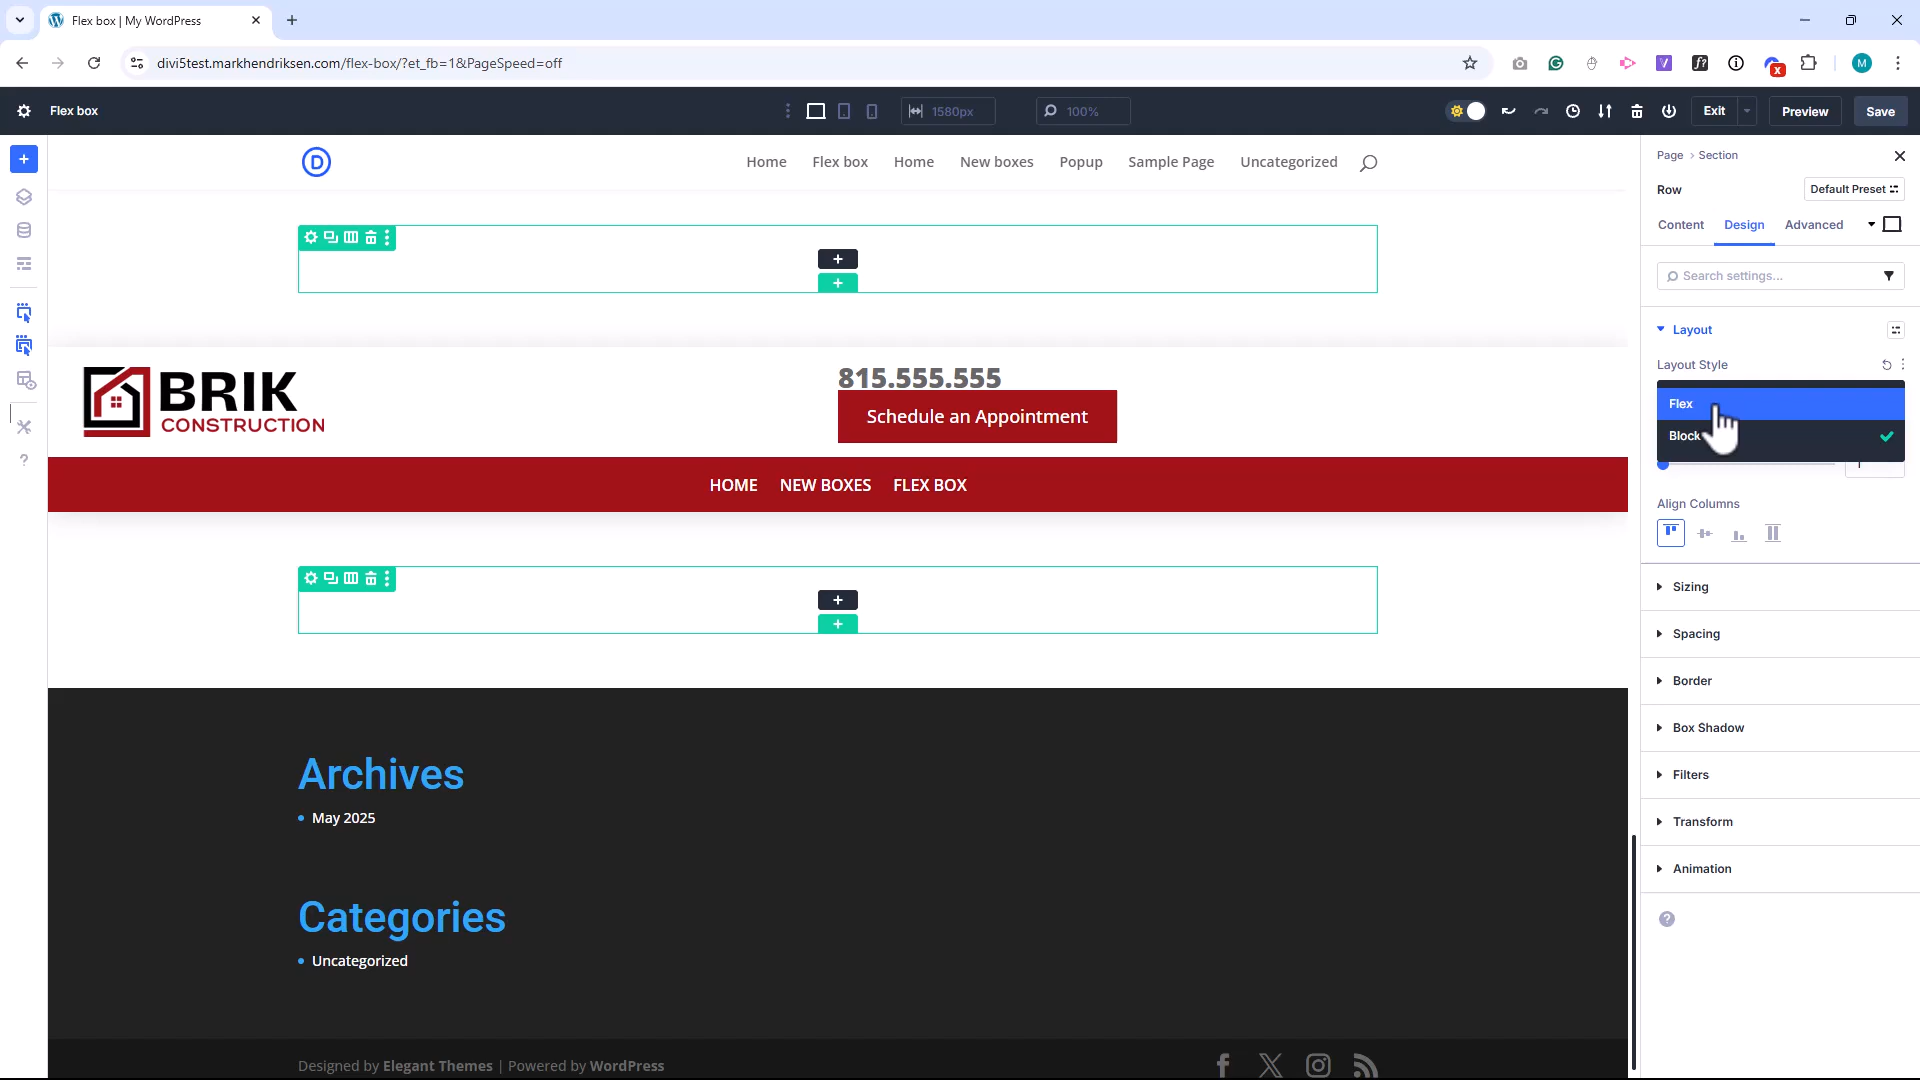 Flex box | My WordPress
divi5test.markhendriksen.com/flex-box/?et_fb=1&PageSpeed=off
Flex box
1580px
100%
Exit
Preview
Save
Home
Flex box
Home
New boxes
Popup
Sample Page
Uncategorized
BRIK
CONSTRUCTION
815.555.555
Schedule an Appointment
HOME
NEW BOXES
FLEX BOX
Archives
May 2025
Categories
Uncategorized
Designed by Elegant Themes | Powered by WordPress
Page > Section
Row
Default Preset
Content
Design
Advanced
Search settings...
Layout
Layout Style
Flex
Block
Align Columns
Sizing
Spacing
Border
Box Shadow
Filters
Transform
Animation